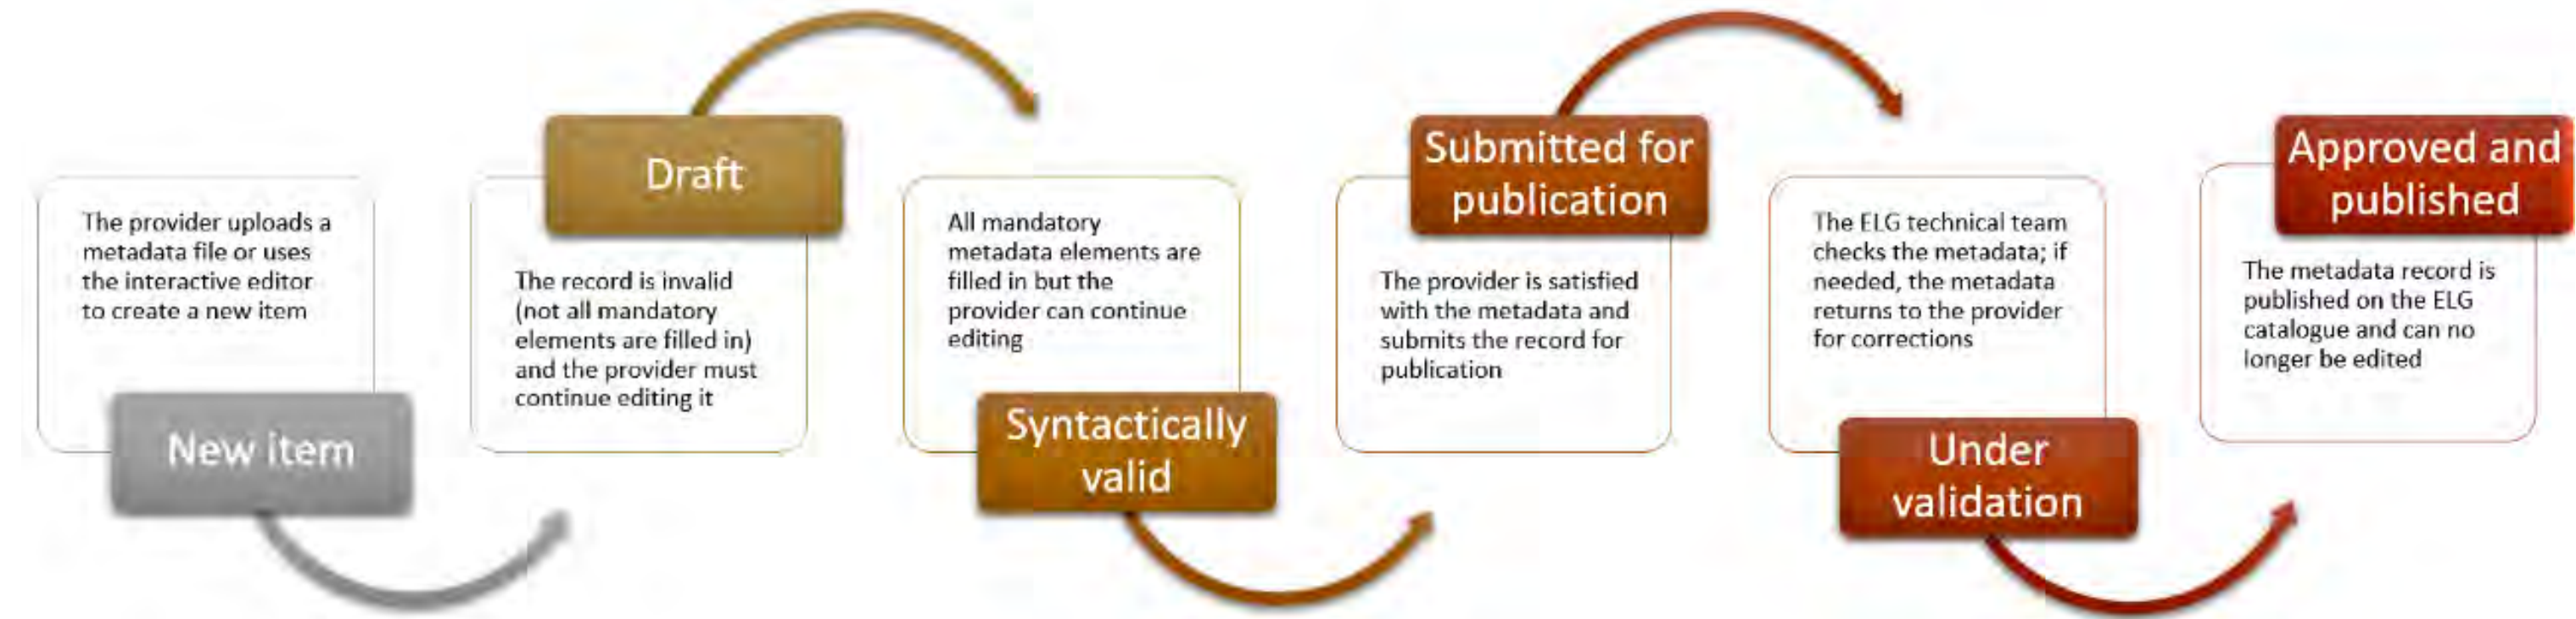 The provider uploads a
metadata file or uses
the interactive editor
to create a new item
New item
Draft
The record is invalid
(not all mandatory
elements are filled in)
and the provider must
continue editing it
All mandatory
metadata elements are
filled in but the
provider can continue
editing
Syntactically
valid
Submitted for
publication
The provider is satisfied
with the metadata and
submits the record for
publication
The ELG technical team
checks the metadata; if
needed, the metadata
returns to the provider
for corrections
Under
validation
Approved and
published
The metadata record is
published on the ELG
catalogue and can no
longer be edited